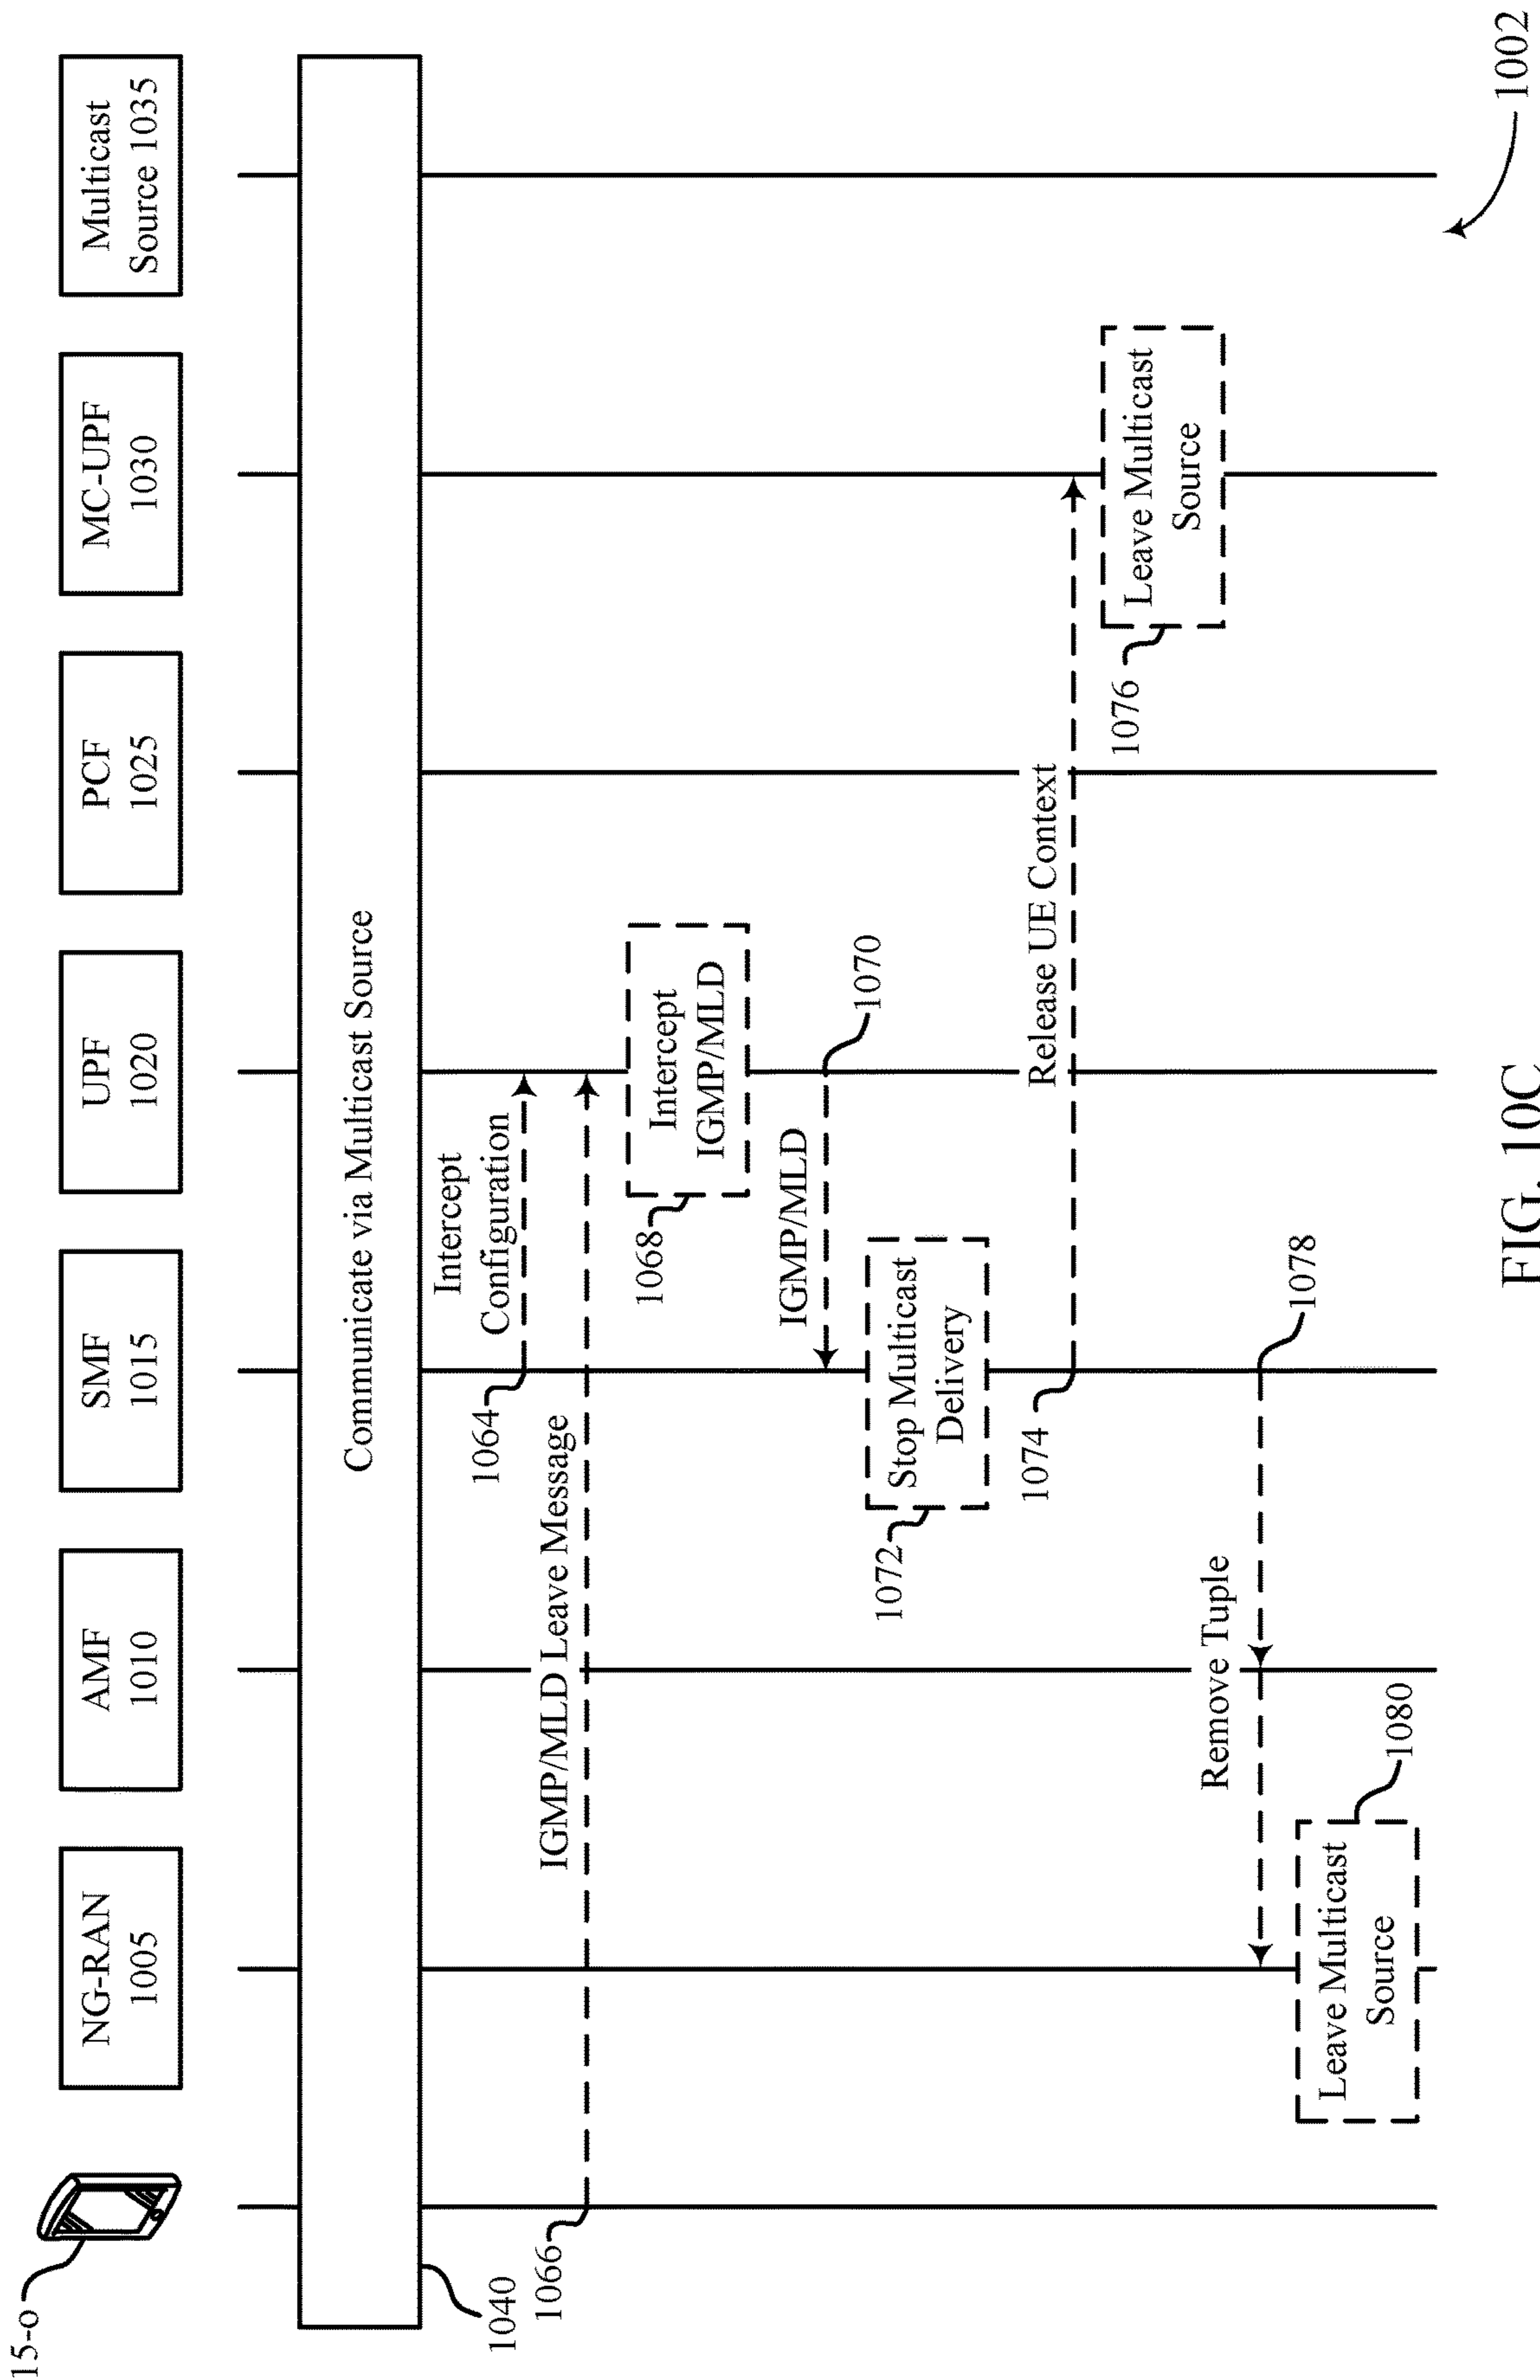 15-o
NG-RAN
1005
AMF
1010
SMF
1015
UPF
1020
PCF
1025
MC-UPF
1030
Multicast
Source 1035
Communicate via Multicast Source
1040
Intercept
Configuration
1064
IGMP/MLD Leave Message
1066
Intercept
IGMP/MLD
1068
IGMP/MLD
1070
Stop Multicast
Delivery
1072
Release UE Context
1074
Leave Multicast
Source
1076
Remove Tuple
1078
Leave Multicast
Source
1080
1002
FIG. 10C